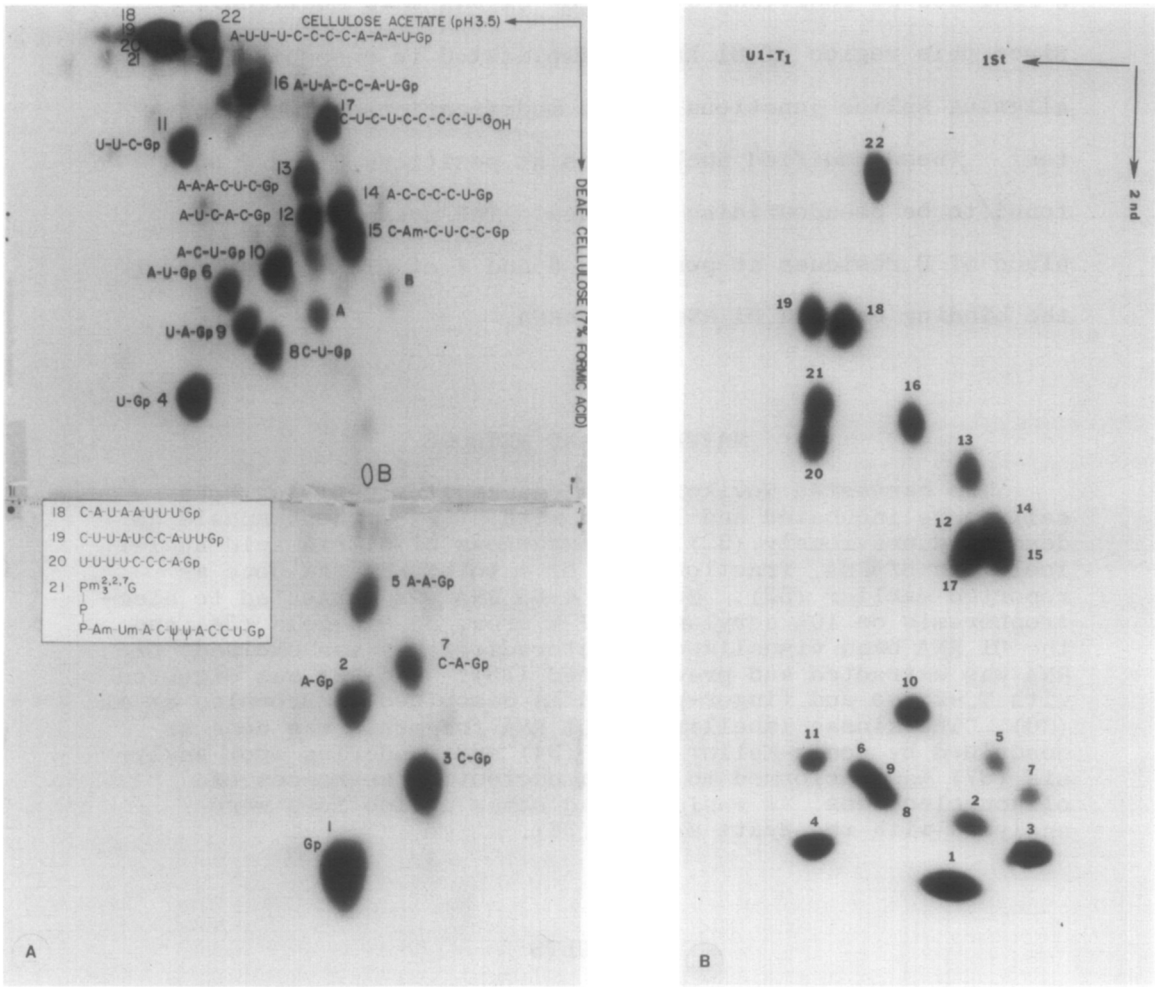 18
19
20
21
22
CELLULOSE ACETATE (pH3.5)
A-U-U-U-C-C-C-C-A-A-A-U-Gp
16 A-U-A-C-C-A-U-Gp
17
C-U-C-U-C-C-C-C-U-GOH
11
U-U-C-Gp
13
A-A-A-C-U-C-Gp
14 A-C-C-C-C-U-Gp
A-U-C-A-C-Gp 12
15 C-Am-C-U-C-C-Gp
A-C-U-Gp 10
A-U-Gp 6
B
A
U-A-Gp 9
8 C-U-Gp
U-Gp 4
DEAE CELLULOSE (7% FORMIC ACID)
B
18 C-A-U-A-A-U-U-U-Gp
19 C-U-U-A-U-C-C-A-U-U-Gp
20 U-U-U-U-C-C-C-A-Gp
21 Pm3 2,2,7 G
P
P-Am Um A C U U A C C U Gp
5 A-A-Gp
7
C-A-Gp
2
A-Gp
3 C-Gp
1
Gp
A
U1-T1
1St
2nd
22
19
18
21
16
20
13
14
12
15
17
10
11
6
5
9
7
8
2
4
3
1
B